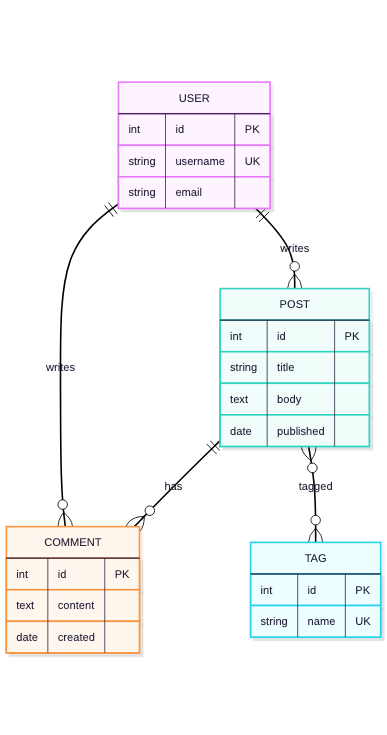 USER
int id PK
string username UK
string email
writes
POST
int id PK
string title
text body
date published
writes
has
tagged
COMMENT
int id PK
text content
date created
TAG
int id PK
string name UK